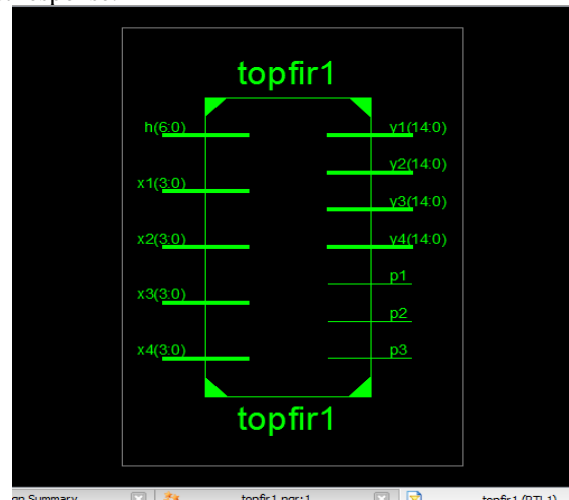 topfir1
h(6:0)
x1(3:0)
x2(3:0)
x3(3:0)
x4(3:0)
y1(14:0)
y2(14:0)
y3(14:0)
y4(14:0)
p1
p2
p3
topfir1
Summary
topfir1.ngr:1
topfir1 (RTL1)